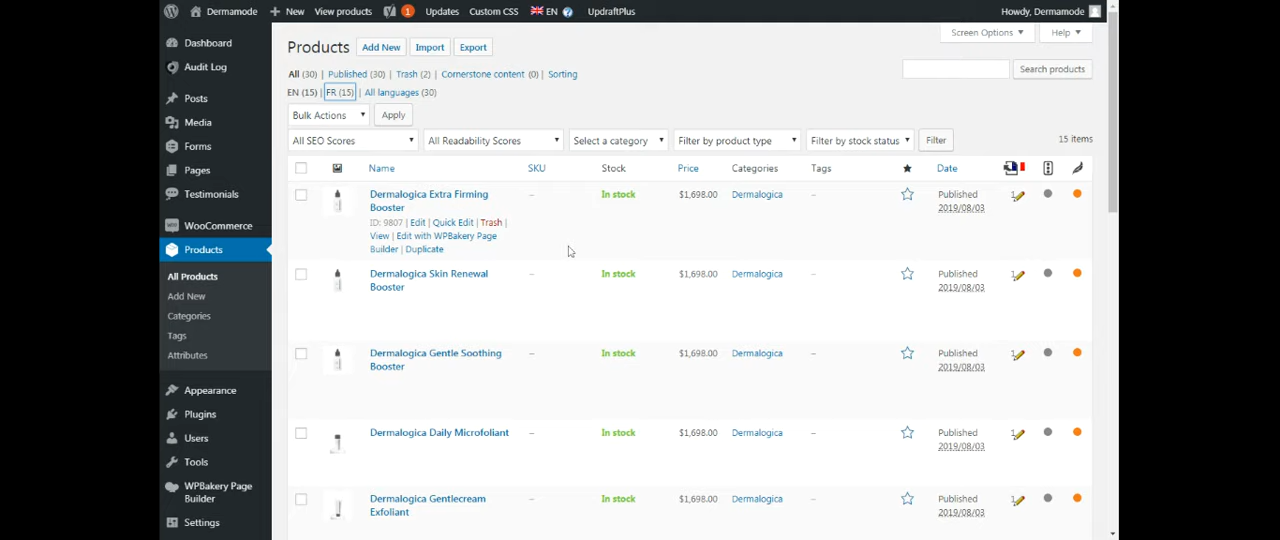 Dermamode
New
View products
1
Updates
Custom CSS
EN
UpdraftPlus
Howdy, Dermamode
Dashboard
Audit Log
Posts
Media
Forms
Pages
Testimonials
WooCommerce
Products
All Products
Add New
Categories
Tags
Attributes
Appearance
Plugins
Users
Tools
WPBakery Page
Builder
Settings
Products
Add New
Import
Export
Screen Options
Help
All (30) | Published (30) | Trash (2) | Cornerstone content (0) | Sorting
Search products
EN (15) | FR (15) | All languages (30)
Bulk Actions
Apply
All SEO Scores
All Readability Scores
Select a category
Filter by product type
Filter by stock status
Filter
15 items
Name SKU Stock Price Categories Tags Date
Dermalogica Extra Firming
Booster
– In stock $1,698.00 Dermalogica – Published
2019/08/03
ID: 9807 | Edit | Quick Edit | Trash |
View | Edit with WPBakery Page
Builder | Duplicate
Dermalogica Skin Renewal
Booster
– In stock $1,698.00 Dermalogica – Published
2019/08/03
Dermalogica Gentle Soothing
Booster
– In stock $1,698.00 Dermalogica – Published
2019/08/03
Dermalogica Daily Microfoliant
– In stock $1,698.00 Dermalogica – Published
2019/08/03
Dermalogica Gentlecream
Exfoliant
– In stock $1,698.00 Dermalogica – Published
2019/08/03